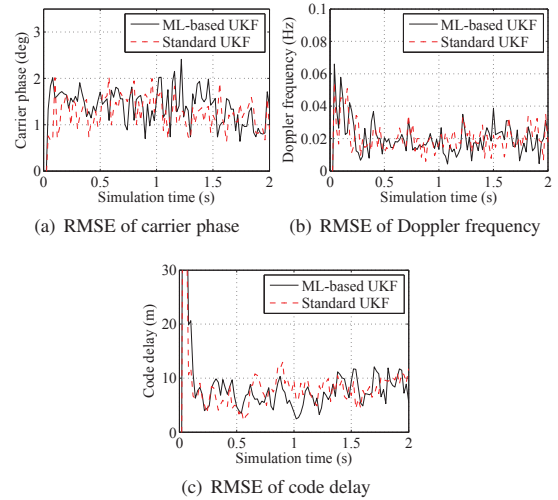 ML-based UKF
Standard UKF
3
2
1
0
0
0.5
1
1.5
2
Carrier phase (deg)
Simulation time (s)
(a) RMSE of carrier phase
ML-based UKF
Standard UKF
0.1
0.08
0.06
0.04
0.02
0
0
0.5
1
1.5
2
Doppler frequency (Hz)
Simulation time (s)
(b) RMSE of Doppler frequency
ML-based UKF
Standard UKF
30
20
10
0
0
0.5
1
1.5
2
Code delay (m)
Simulation time (s)
(c) RMSE of code delay